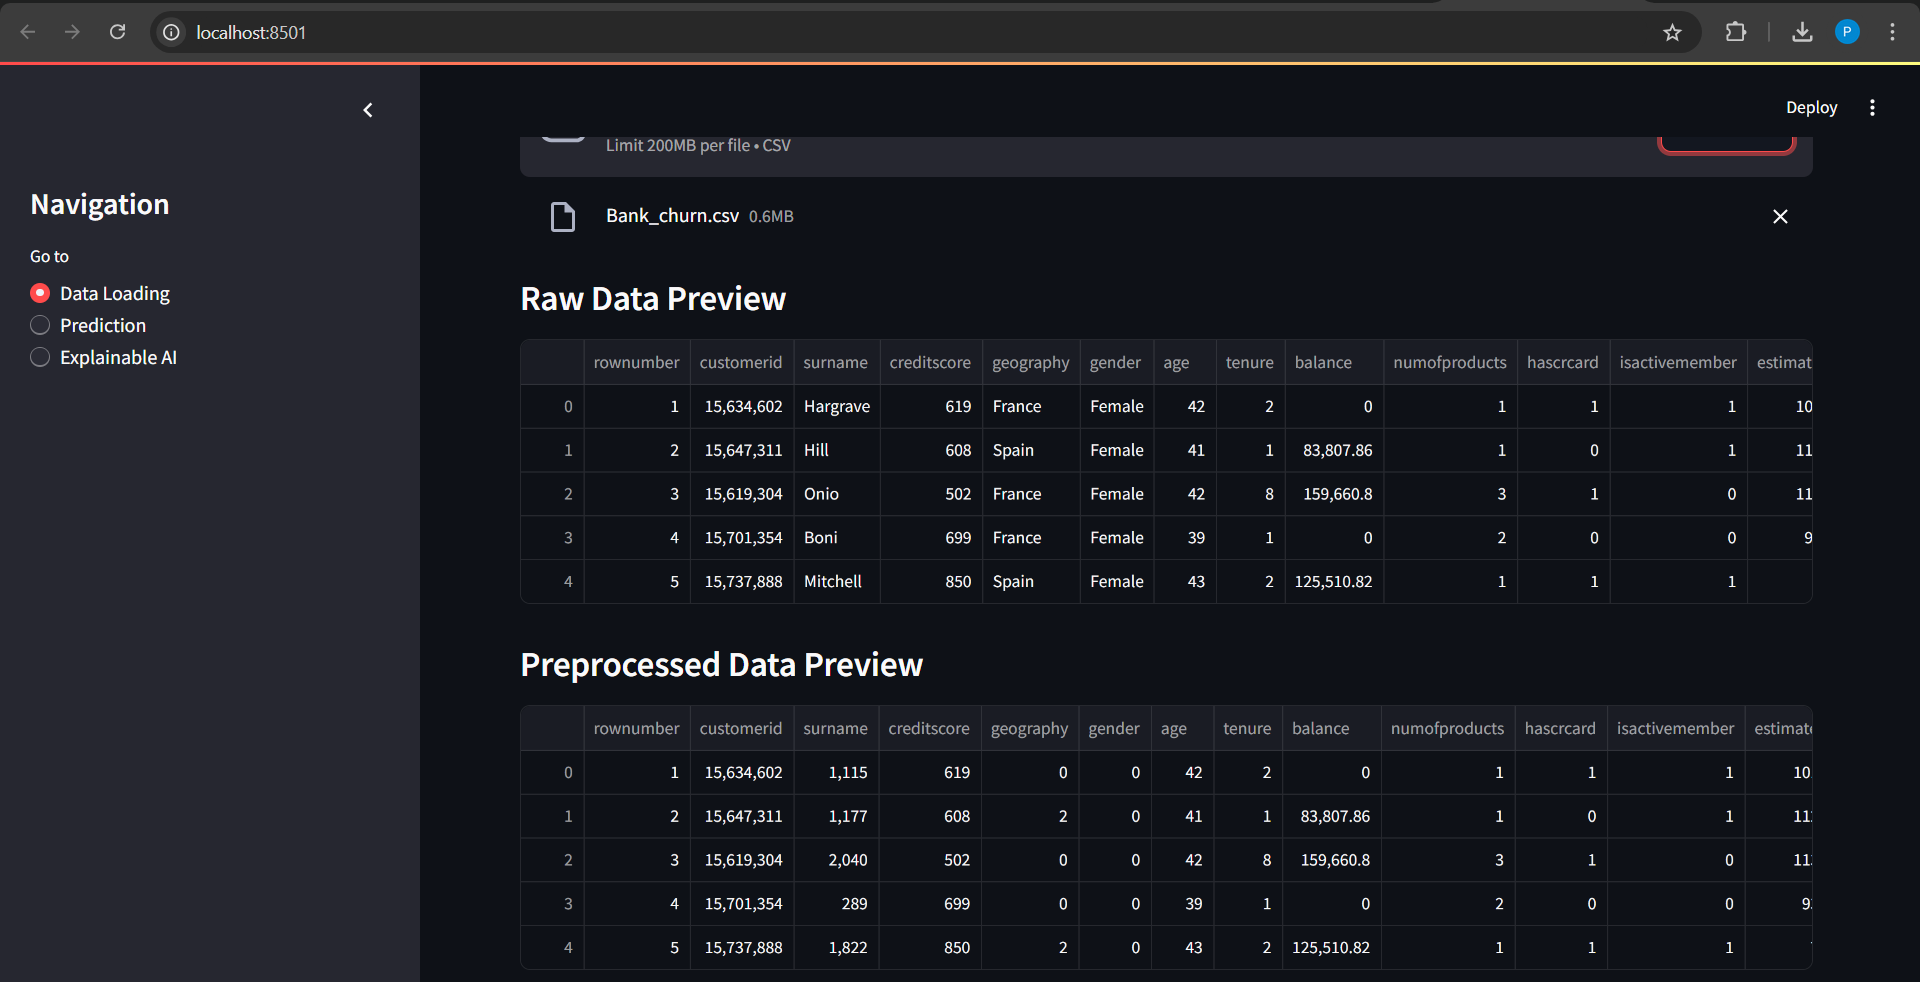 localhost:8501
P
Deploy
Limit 200MB per file • CSV
Bank_churn.csv 0.6MB
Navigation
Go to
Data Loading
Prediction
Explainable AI
Raw Data Preview
rownumber customerid surname creditscore geography gender age tenure balance numofproducts hascrcard isactivemember estimat
0 1 15,634,602 Hargrave 619 France Female 42 2 0 1 1 1 10
1 2 15,647,311 Hill 608 Spain Female 41 1 83,807.86 1 0 1 11
2 3 15,619,304 Onio 502 France Female 42 8 159,660.8 3 1 0 11
3 4 15,701,354 Boni 699 France Female 39 1 0 2 0 0 9
4 5 15,737,888 Mitchell 850 Spain Female 43 2 125,510.82 1 1 1
Preprocessed Data Preview
rownumber customerid surname creditscore geography gender age tenure balance numofproducts hascrcard isactivemember estimate
0 1 15,634,602 1,115 619 0 0 42 2 0 1 1 1 10
1 2 15,647,311 1,177 608 2 0 41 1 83,807.86 1 0 1 11
2 3 15,619,304 2,040 502 0 0 42 8 159,660.8 3 1 0 11
3 4 15,701,354 289 699 0 0 39 1 0 2 0 0 9
4 5 15,737,888 1,822 850 2 0 43 2 125,510.82 1 1 1